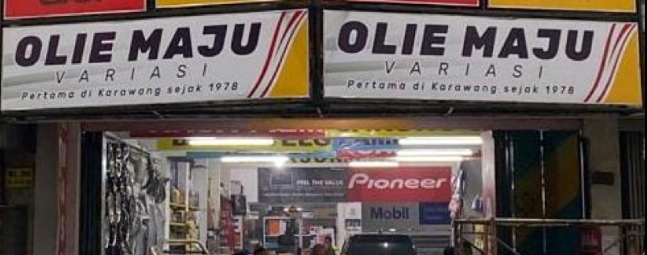 OLIE MAJU
VARIASI
Pertama di Karawang sejak 1978
OLIE MAJU
VARIASI
Pertama di Karawang sejak 1978
FEEL THE VALUE
Pioneer
Mobil